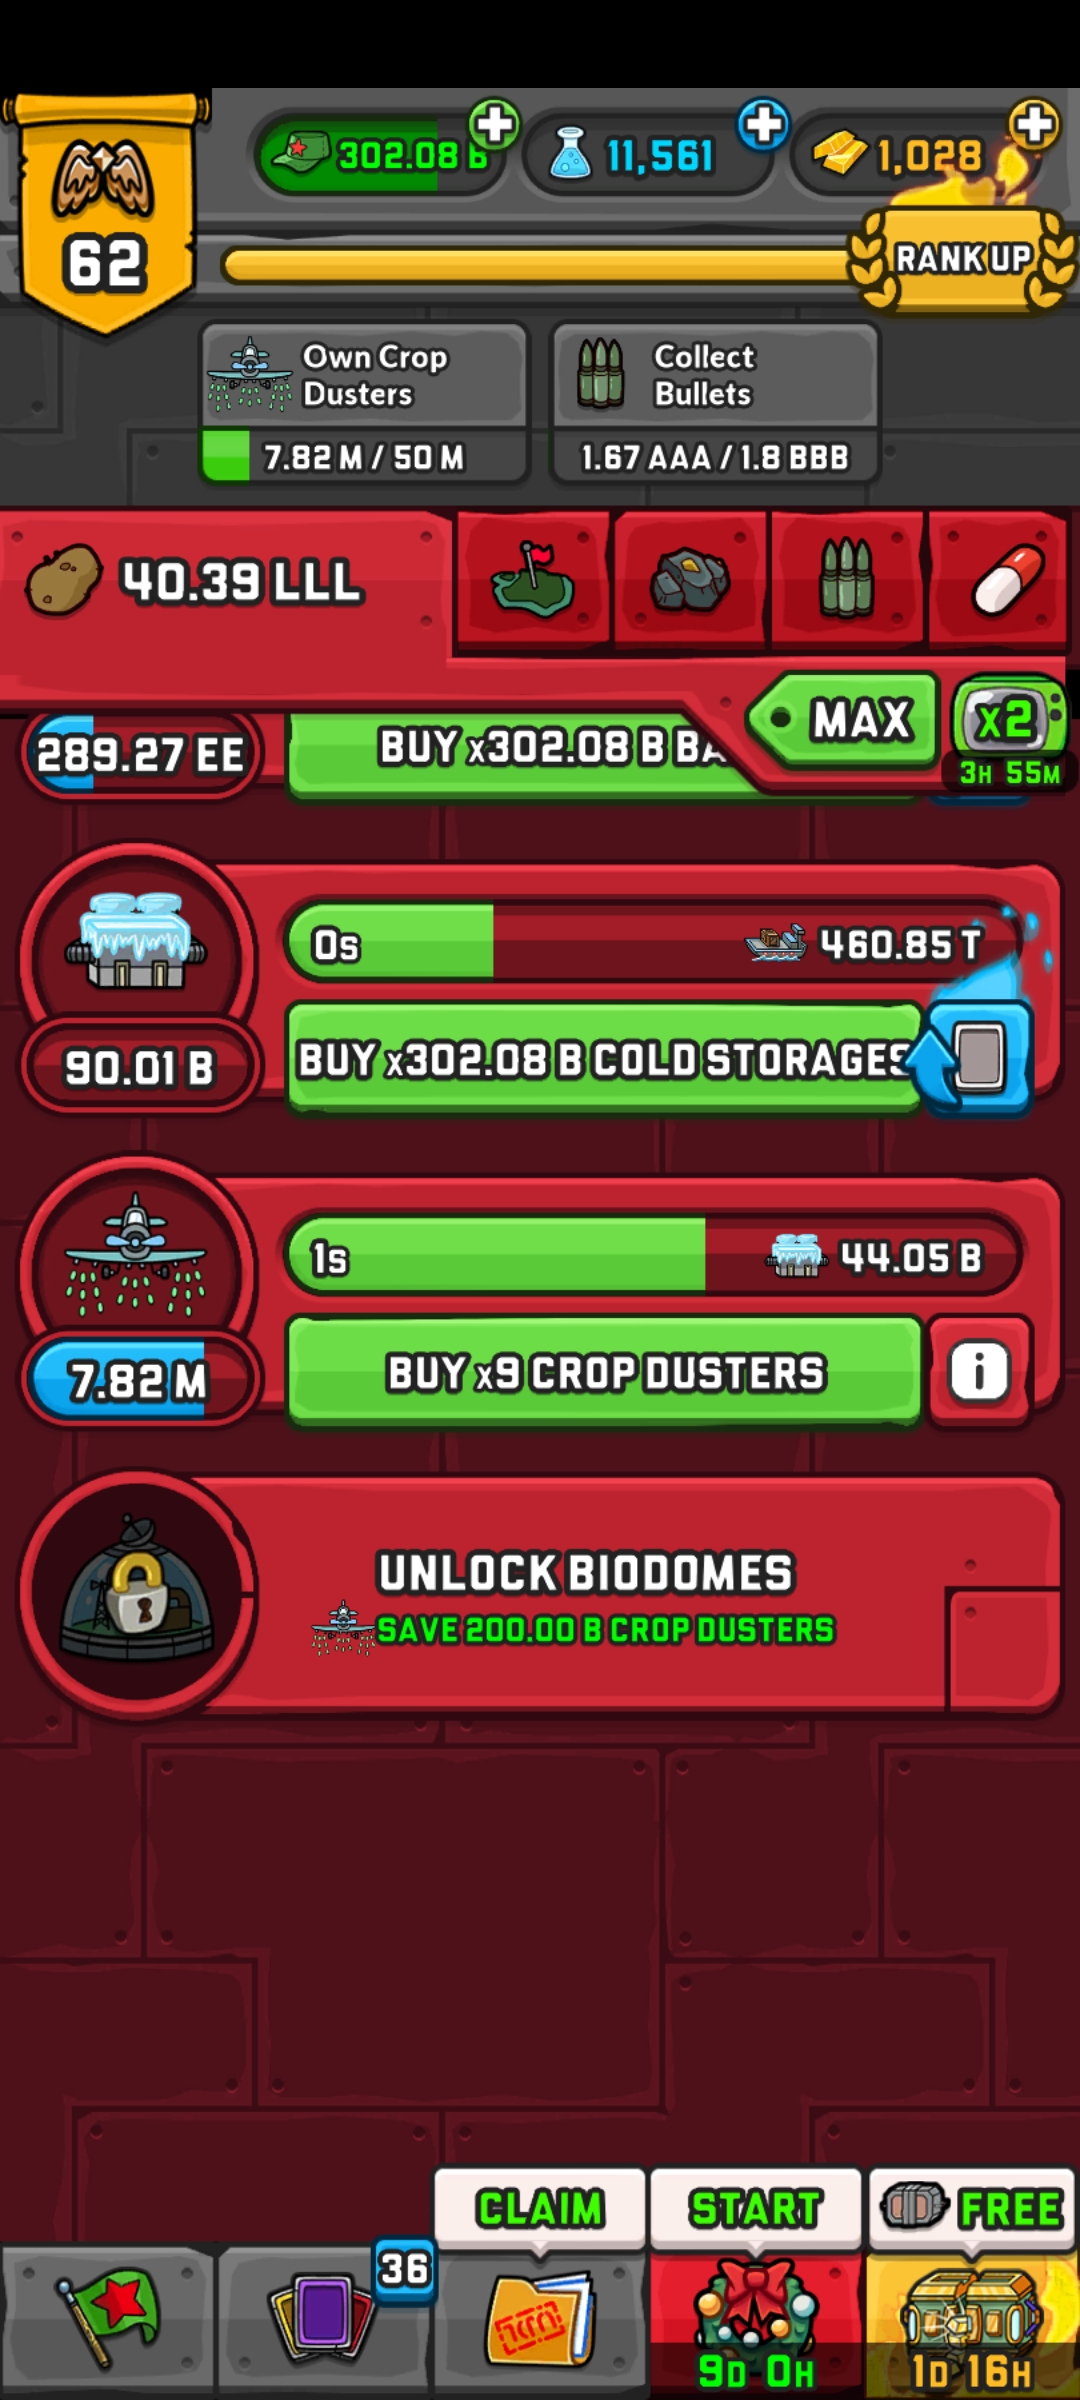 302.08 B
11,561
1,028
62
RANK UP
Own Crop
Dusters
7.82 M / 50 M
Collect
Bullets
1.67 AAA / 1.8 BBB
40.39 LLL
MAX
x2
3H 55M
289.27 EE
BUY x302.08 B BA
0s
460.85 T
90.01 B
BUY x302.08 B COLD STORAGES
1s
44.05 B
7.82 M
BUY x9 CROP DUSTERS
i
UNLOCK BIODOMES
SAVE 200.00 B CROP DUSTERS
CLAIM
START
FREE
36
9D 0H
1D 16H